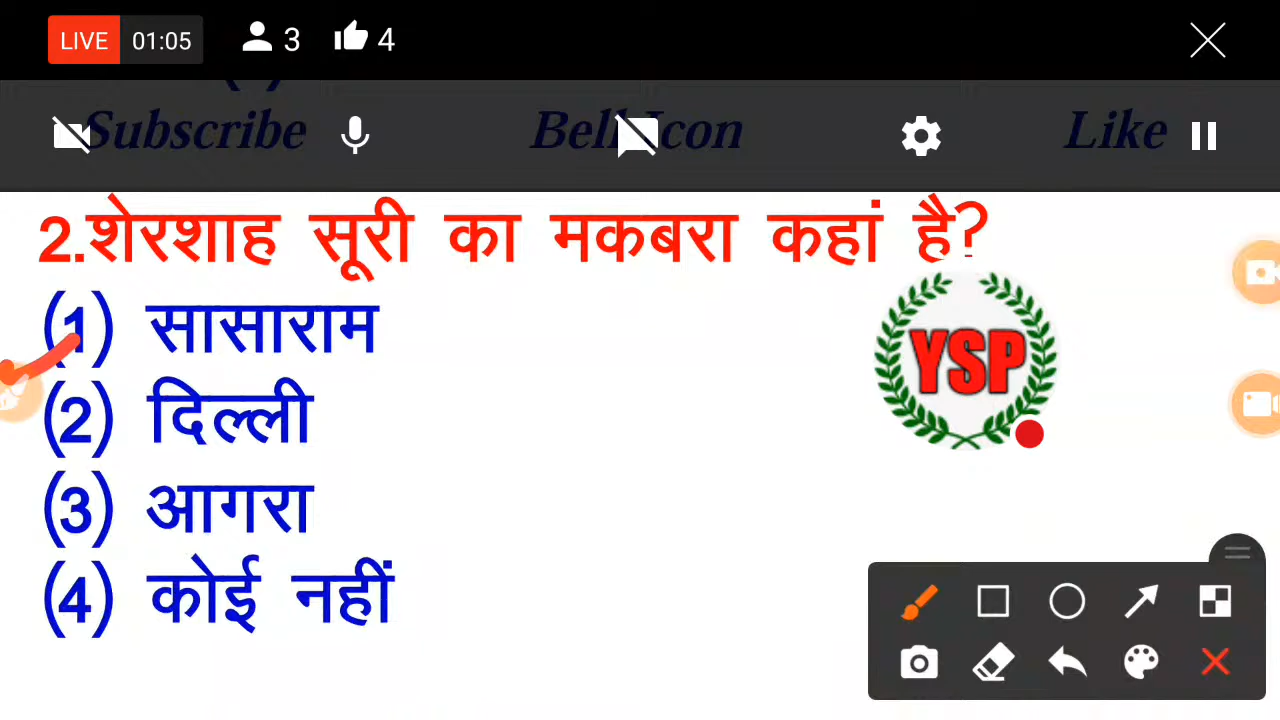 LIVE 01:05 3 4
Subscribe Bell Icon Like
2.शेरशाह सूरी का मकबरा कहां है?
(1) सासाराम
(2) दिल्ली
(3) आगरा
(4) कोई नहीं
YSP